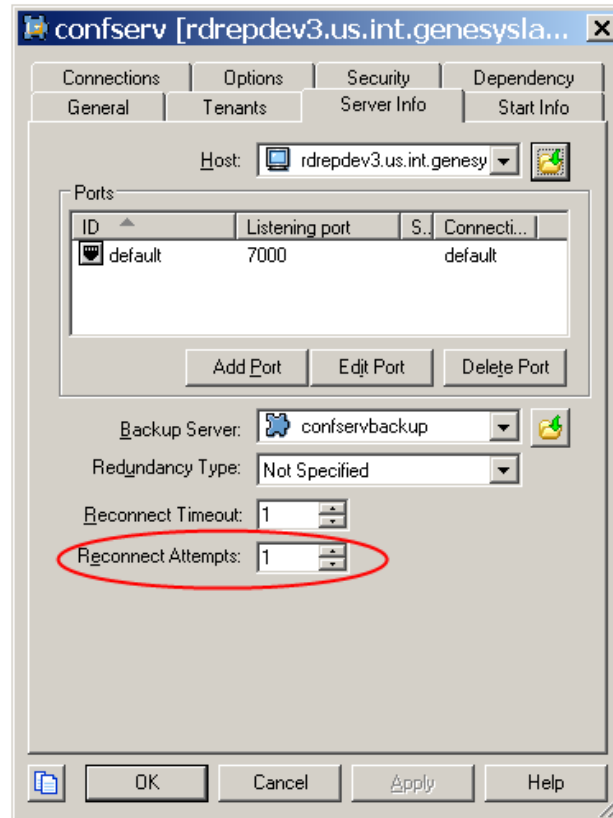 confserv [rdrepdev3.us.int.genesysla...
Connections Options Security Dependency
General Tenants Server Info Start Info
Host: rdrepdev3.us.int.genesy
Ports
ID Listening port S.. Connecti...
default 7000 default
Add Port Edit Port Delete Port
Backup Server: confservbackup
Redundancy Type: Not Specified
Reconnect Timeout: 1
Reconnect Attempts: 1
OK Cancel Apply Help